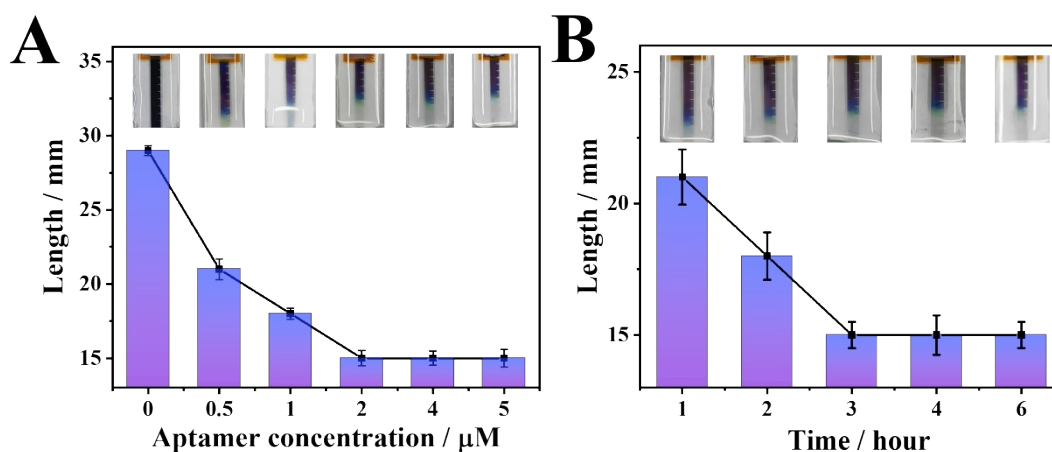 A
Length / mm
35
30
25
20
15
0 0.5 1 2 4 5
Aptamer concentration / μM
B
Length / mm
25
20
15
1 2 3 4 6
Time / hour